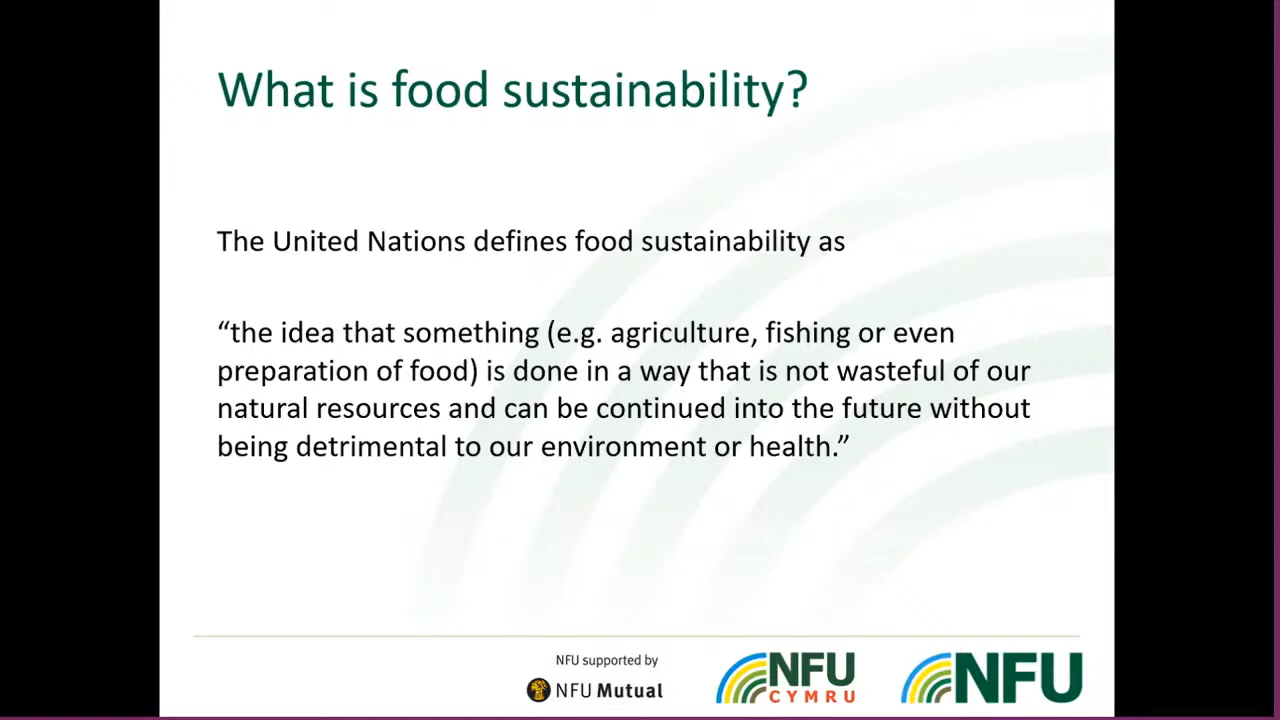 What is food sustainability?
The United Nations defines food sustainability as
“the idea that something (e.g. agriculture, fishing or even
preparation of food) is done in a way that is not wasteful of our
natural resources and can be continued into the future without
being detrimental to our environment or health.”
NFU supported by
NFU Mutual
NFU
CYMRU
NFU